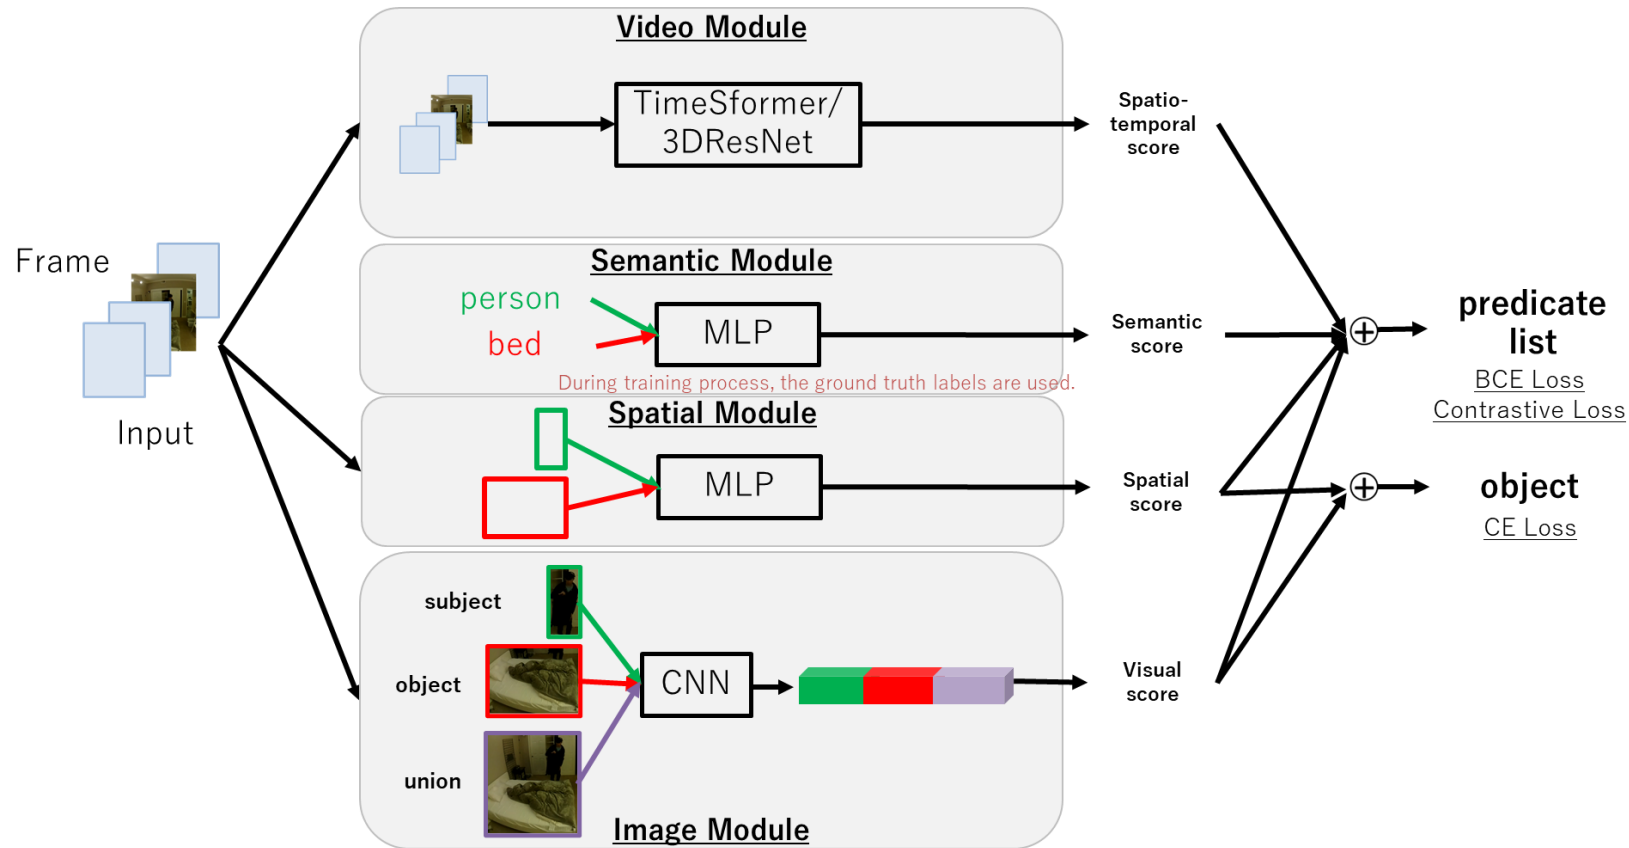 Video Module
TimeSformer/
3DResNet
Spatio-
temporal
score
Frame
Input
Semantic Module
person
bed
MLP
During training process, the ground truth labels are used.
Semantic
score
predicate
list
BCE Loss
Contrastive Loss
Spatial Module
MLP
Spatial
score
object
CE Loss
subject
object
union
CNN
Visual
score
Image Module